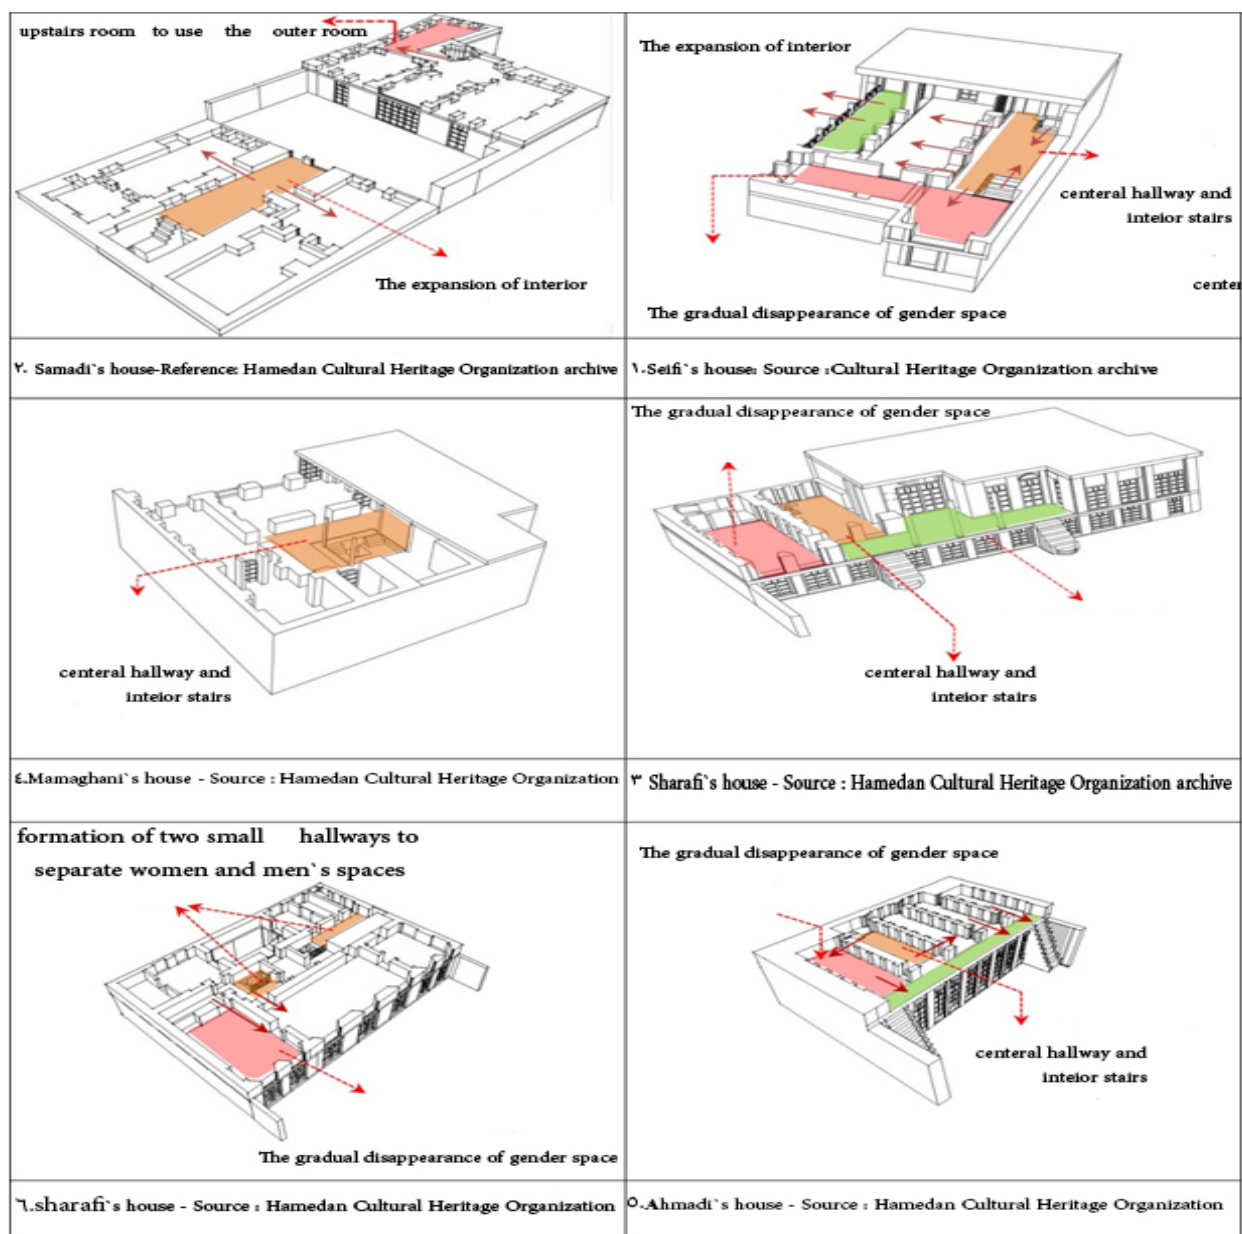 upstairs room to use the outer room
The expansion of interior
٢. Samadi`s house-Reference: Hamedan Cultural Heritage Organization archive
The expansion of interior
centeral hallway and
inteior stairs
center
The gradual disappearance of gender space
١.Seifi`s house: Source :Cultural Heritage Organization archive
centeral hallway and
inteior stairs
٤.Mamaghani`s house - Source : Hamedan Cultural Heritage Organization
The gradual disappearance of gender space
centeral hallway and
inteior stairs
٣ Sharafi`s house - Source : Hamedan Cultural Heritage Organization archive
formation of two small hallways to
separate women and men`s spaces
The gradual disappearance of gender space
٦.sharafi`s house - Source : Hamedan Cultural Heritage Organization
The gradual disappearance of gender space
centeral hallway and
inteior stairs
٥.Ahmadi`s house - Source : Hamedan Cultural Heritage Organization